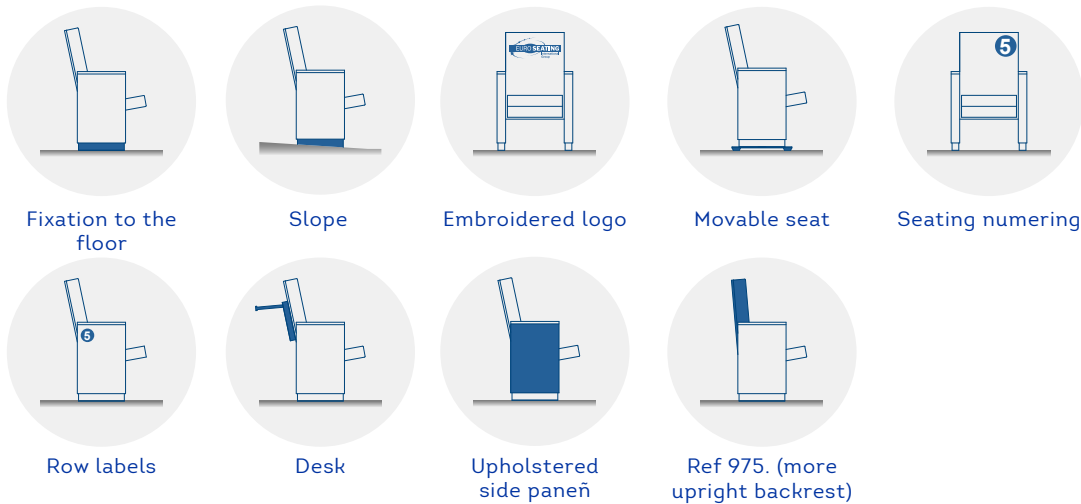 EURO SEATING
Group
5
Fixation to the
floor
Slope
Embroidered logo
Movable seat
Seating numering
5
Row labels
Desk
Upholstered
side paneñ
Ref 975. (more
upright backrest)